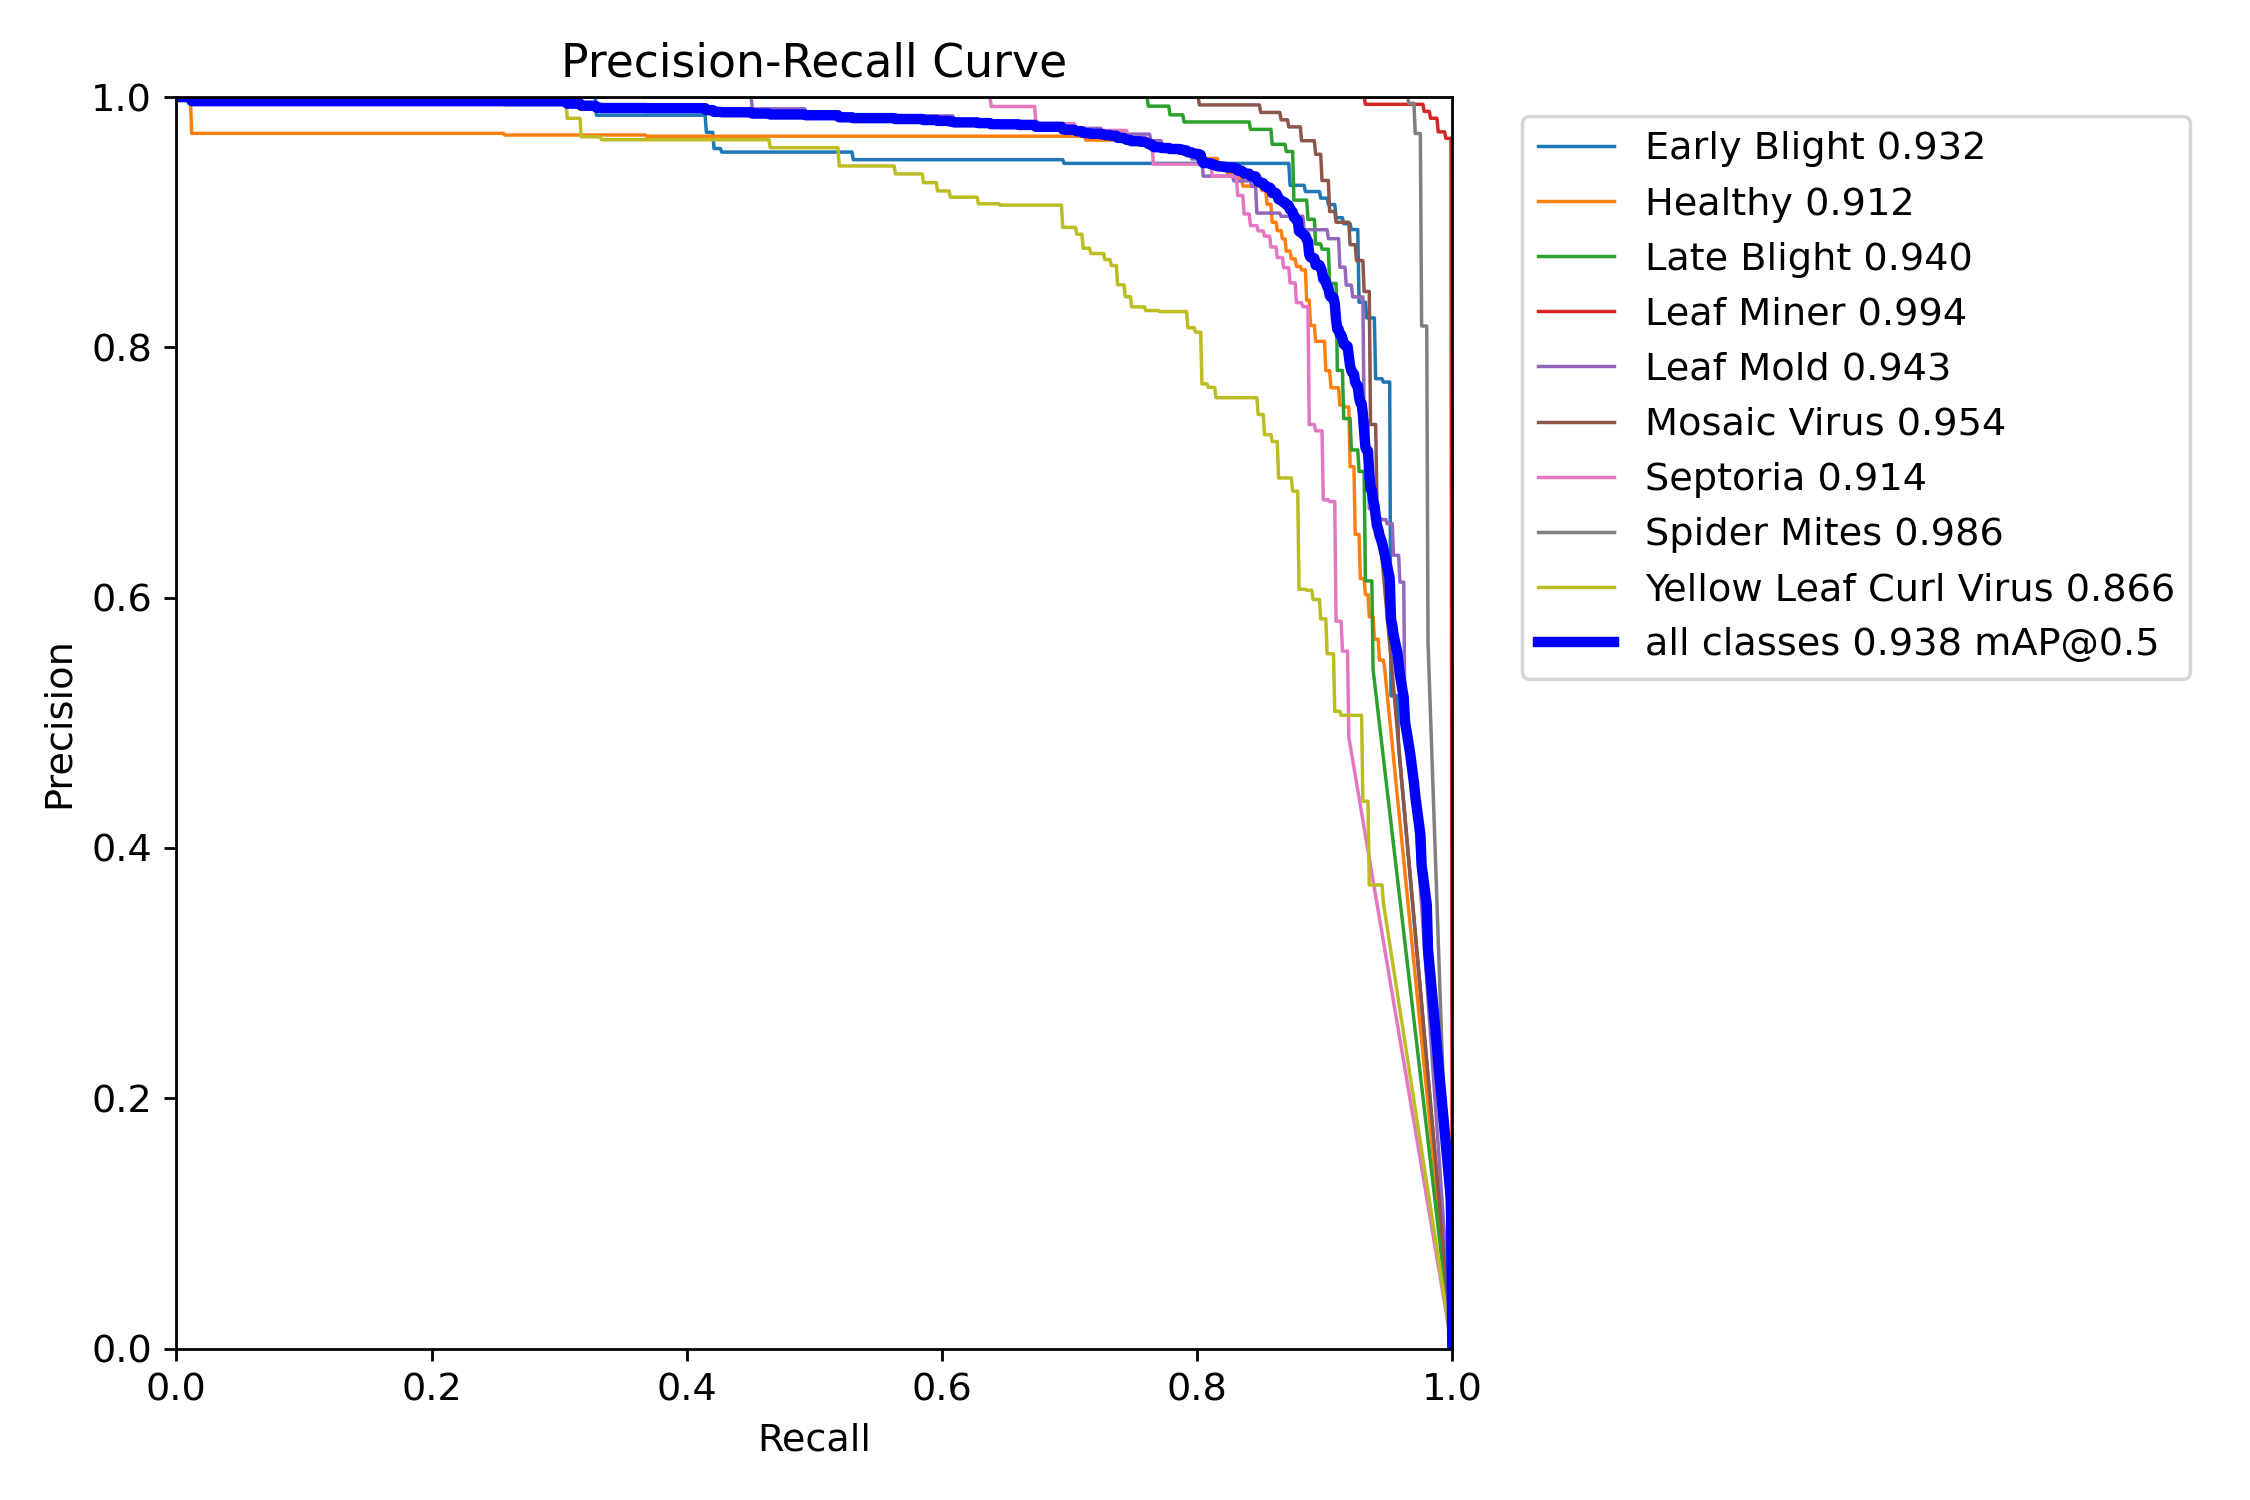 Precision-Recall Curve
1.0
0.8
0.6
0.4
0.2
0.0
Precision
0.0 0.2 0.4 0.6 0.8 1.0
Recall
Early Blight 0.932
Healthy 0.912
Late Blight 0.940
Leaf Miner 0.994
Leaf Mold 0.943
Mosaic Virus 0.954
Septoria 0.914
Spider Mites 0.986
Yellow Leaf Curl Virus 0.866
all classes 0.938 mAP@0.5